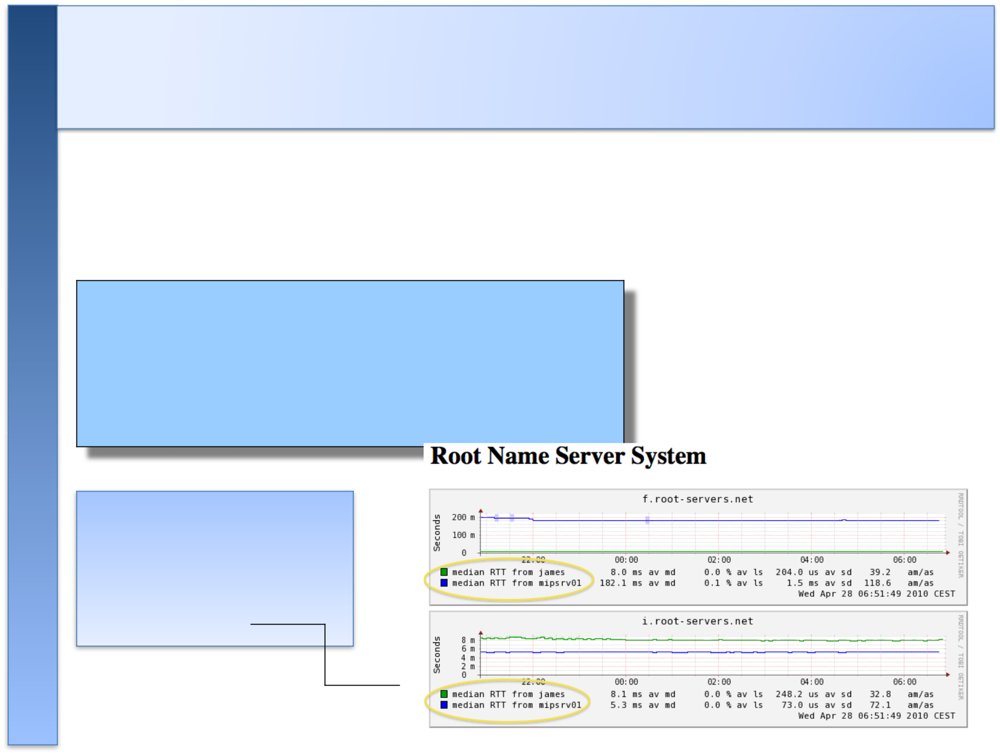 Root Name Server System
f.root-servers.net
Seconds
200 m
100 m
0
22:00 00:00 02:00 04:00 06:00
median RTT from james 8.0 ms av md 0.0 % av ls 204.0 us av sd 39.2 am/as
median RTT from mipsrv01 182.1 ms av md 0.1 % av ls 1.5 ms av sd 118.6 am/as
Wed Apr 28 06:51:49 2010 CEST
RRDTOOL / TOBI OETIKER
i.root-servers.net
Seconds
8 m
6 m
4 m
2 m
0
22:00 00:00 02:00 04:00 06:00
median RTT from james 8.1 ms av md 0.0 % av ls 248.2 us av sd 32.8 am/as
median RTT from mipsrv01 5.3 ms av md 0.0 % av ls 73.0 us av sd 72.1 am/as
Wed Apr 28 06:51:49 2010 CEST
RRDTOOL / TOBI OETIKER